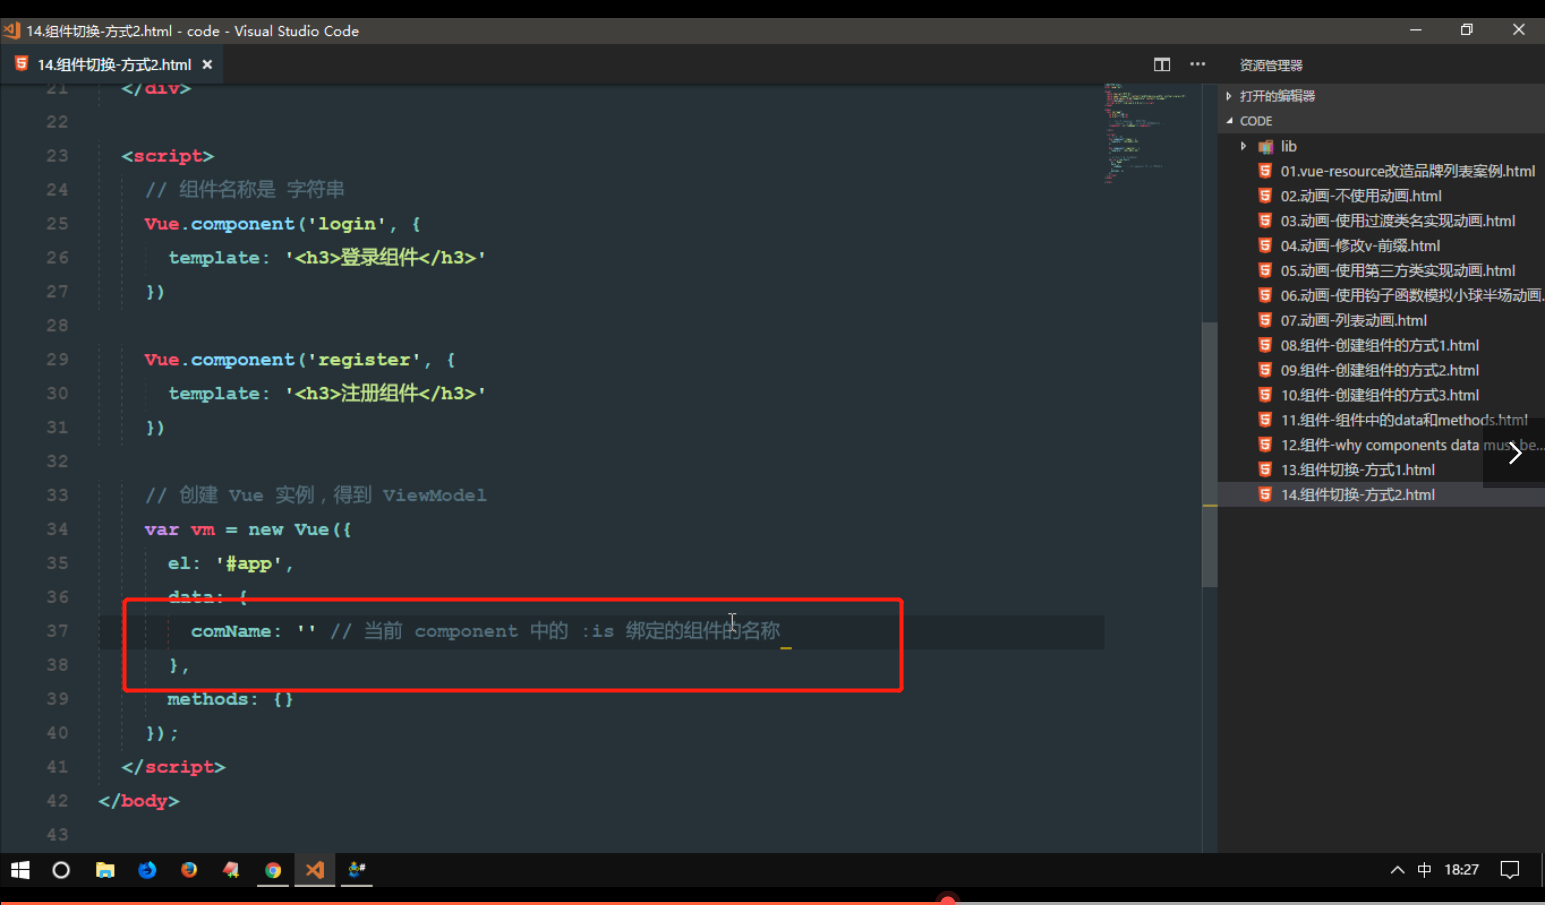 14.组件切换-方式2.html - code - Visual Studio Code
14.组件切换-方式2.html
资源管理器
21 </div>
22
23 <script>
24 // 组件名称是 字符串
25 Vue.component('login', {
26 template: '<h3>登录组件</h3>'
27 })
28
29 Vue.component('register', {
30 template: '<h3>注册组件</h3>'
31 })
32
33 // 创建 Vue 实例，得到 ViewModel
34 var vm = new Vue({
35 el: '#app',
36 data: {
37 comName: '' // 当前 component 中的 :is 绑定的组件的名称
38 },
39 methods: {}
40 });
41 </script>
42 </body>
43
打开的编辑器
CODE
lib
01.vue-resource改造品牌列表案例.html
02.动画-不使用动画.html
03.动画-使用过渡类名实现动画.html
04.动画-修改v-前缀.html
05.动画-使用第三方类实现动画.html
06.动画-使用钩子函数模拟小球半场动画.
07.动画-列表动画.html
08.组件-创建组件的方式1.html
09.组件-创建组件的方式2.html
10.组件-创建组件的方式3.html
11.组件-组件中的data和methods.html
12.组件-why components data must be...
13.组件切换-方式1.html
14.组件切换-方式2.html
中
18:27